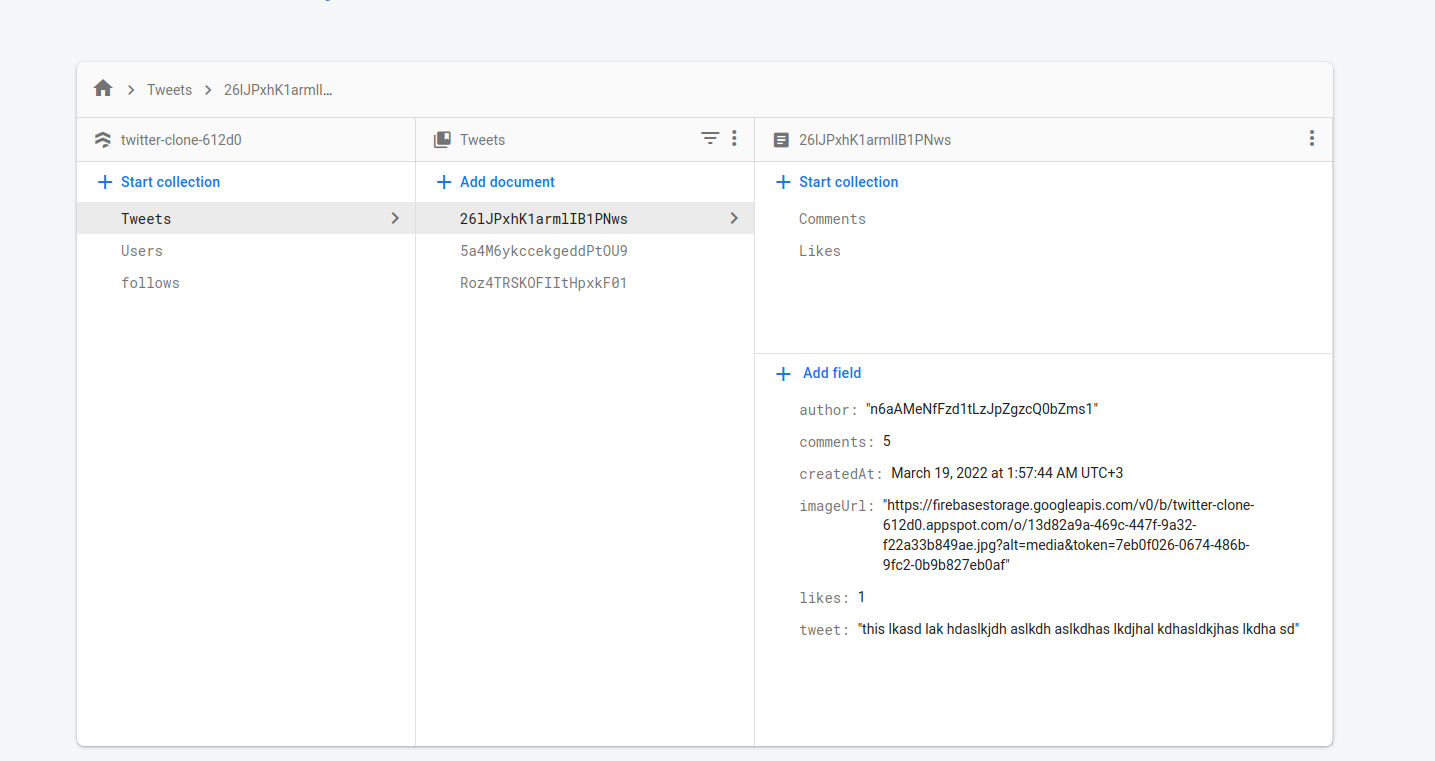 Tweets
26lJPxhK1armlI…
twitter-clone-612d0
Tweets
26lJPxhK1armlIB1PNws
Start collection
Add document
Start collection
Tweets
Users
follows
26lJPxhK1armlIB1PNws
5a4M6ykccekgeddPtOU9
Roz4TRSKOFIItHpxkF01
Comments
Likes
Add field
author: "n6aAMeNfFzd1tLzJpZgzcQ0bZms1"
comments: 5
createdAt: March 19, 2022 at 1:57:44 AM UTC+3
imageUrl: "https://firebasestorage.googleapis.com/v0/b/twitter-clone-
612d0.appspot.com/o/13d82a9a-469c-447f-9a32-
f22a33b849ae.jpg?alt=media&token=7eb0f026-0674-486b-
9fc2-0b9b827eb0af"
likes: 1
tweet: "this lkasd lak hdaslkjdh aslkdh aslkdhas lkdjhal kdhasldkjhas lkdha sd"